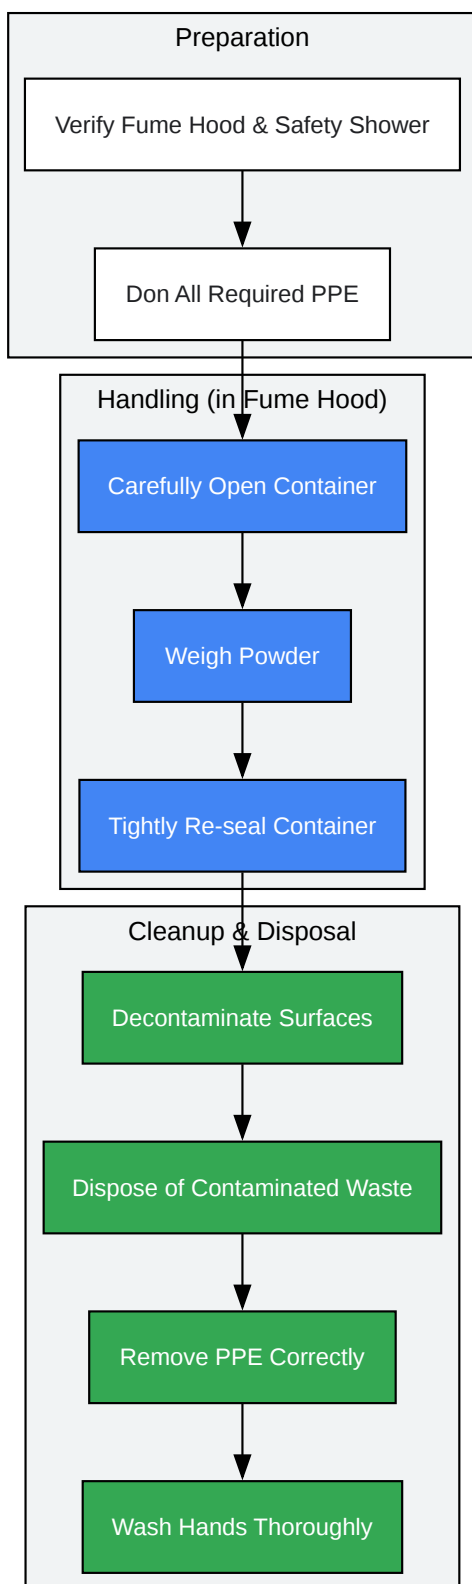 Preparation
Verify Fume Hood & Safety Shower
Don All Required PPE
Handling (in Fume Hood)
Carefully Open Container
Weigh Powder
Tightly Re-seal Container
Cleanup & Disposal
Decontaminate Surfaces
Dispose of Contaminated Waste
Remove PPE Correctly
Wash Hands Thoroughly